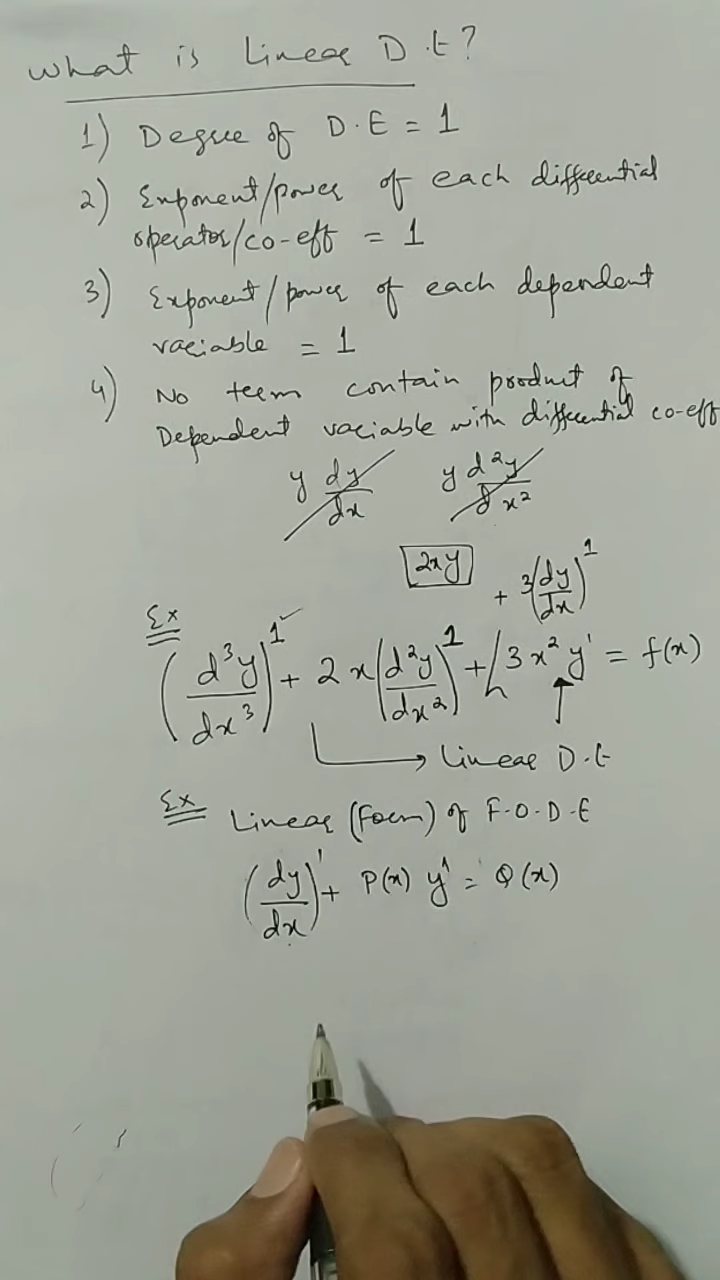 What is Linear D.E?
1) Degree of D.E = 1
2) Exponent/power of each differential
operator/co-eff = 1
3) Exponent/power of each dependent
variable = 1
4) No term contain product of
Dependent variable with differential co-eff
y dy/dx   y d²y/dx²
2xy + 3(dy/dx)¹
Ex
(d³y/dx³)¹ + 2x(d²y/dx²)¹ + 3x²y¹ = f(x)
Linear D.E
Ex Linear (Form) of F.O.D.E
(dy/dx)¹ + P(x) y¹ = Q(x)